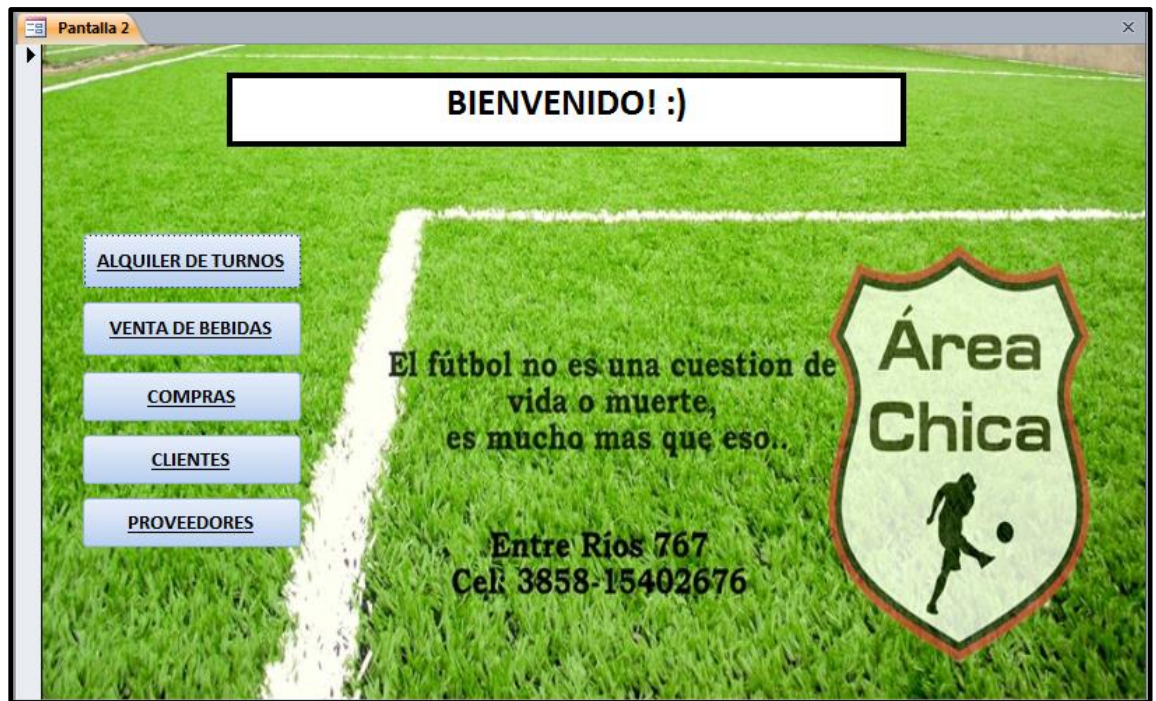 Pantalla 2
BIENVENIDO! :)
ALQUILER DE TURNOS
VENTA DE BEBIDAS
COMPRAS
CLIENTES
PROVEEDORES
El fútbol no es una cuestion de
vida o muerte,
es mucho mas que eso..
Entre Ríos 767
Cel: 3858-15402676
Área
Chica